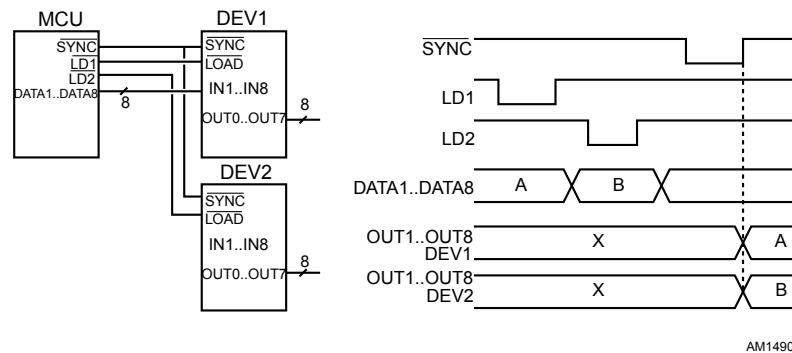 MCU
SYNC
LD1
LD2
DATA1..DATA8
8
DEV1
SYNC
LOAD
IN1..IN8
OUT0..OUT7
8
DEV2
SYNC
LOAD
IN1..IN8
OUT0..OUT7
8
SYNC
LD1
LD2
DATA1..DATA8 A B
OUT1..OUT8
DEV1
X A
OUT1..OUT8
DEV2
X B
AM1490